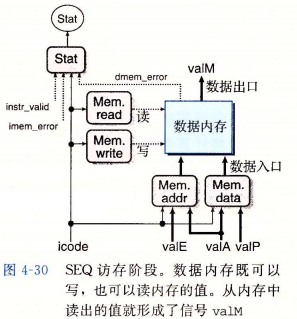 Stat
Stat
valM
dmem_error
数据出口
instr_valid
Mem.
read
读
数据内存
imem_error
Mem.
write
写
数据入口
Mem.
addr
Mem.
data
icode
valE
valA
valP
图 4-30 SEQ 访存阶段。数据内存既可以
写，也可以读内存的值。从内存中
读出的值就形成了信号 valM